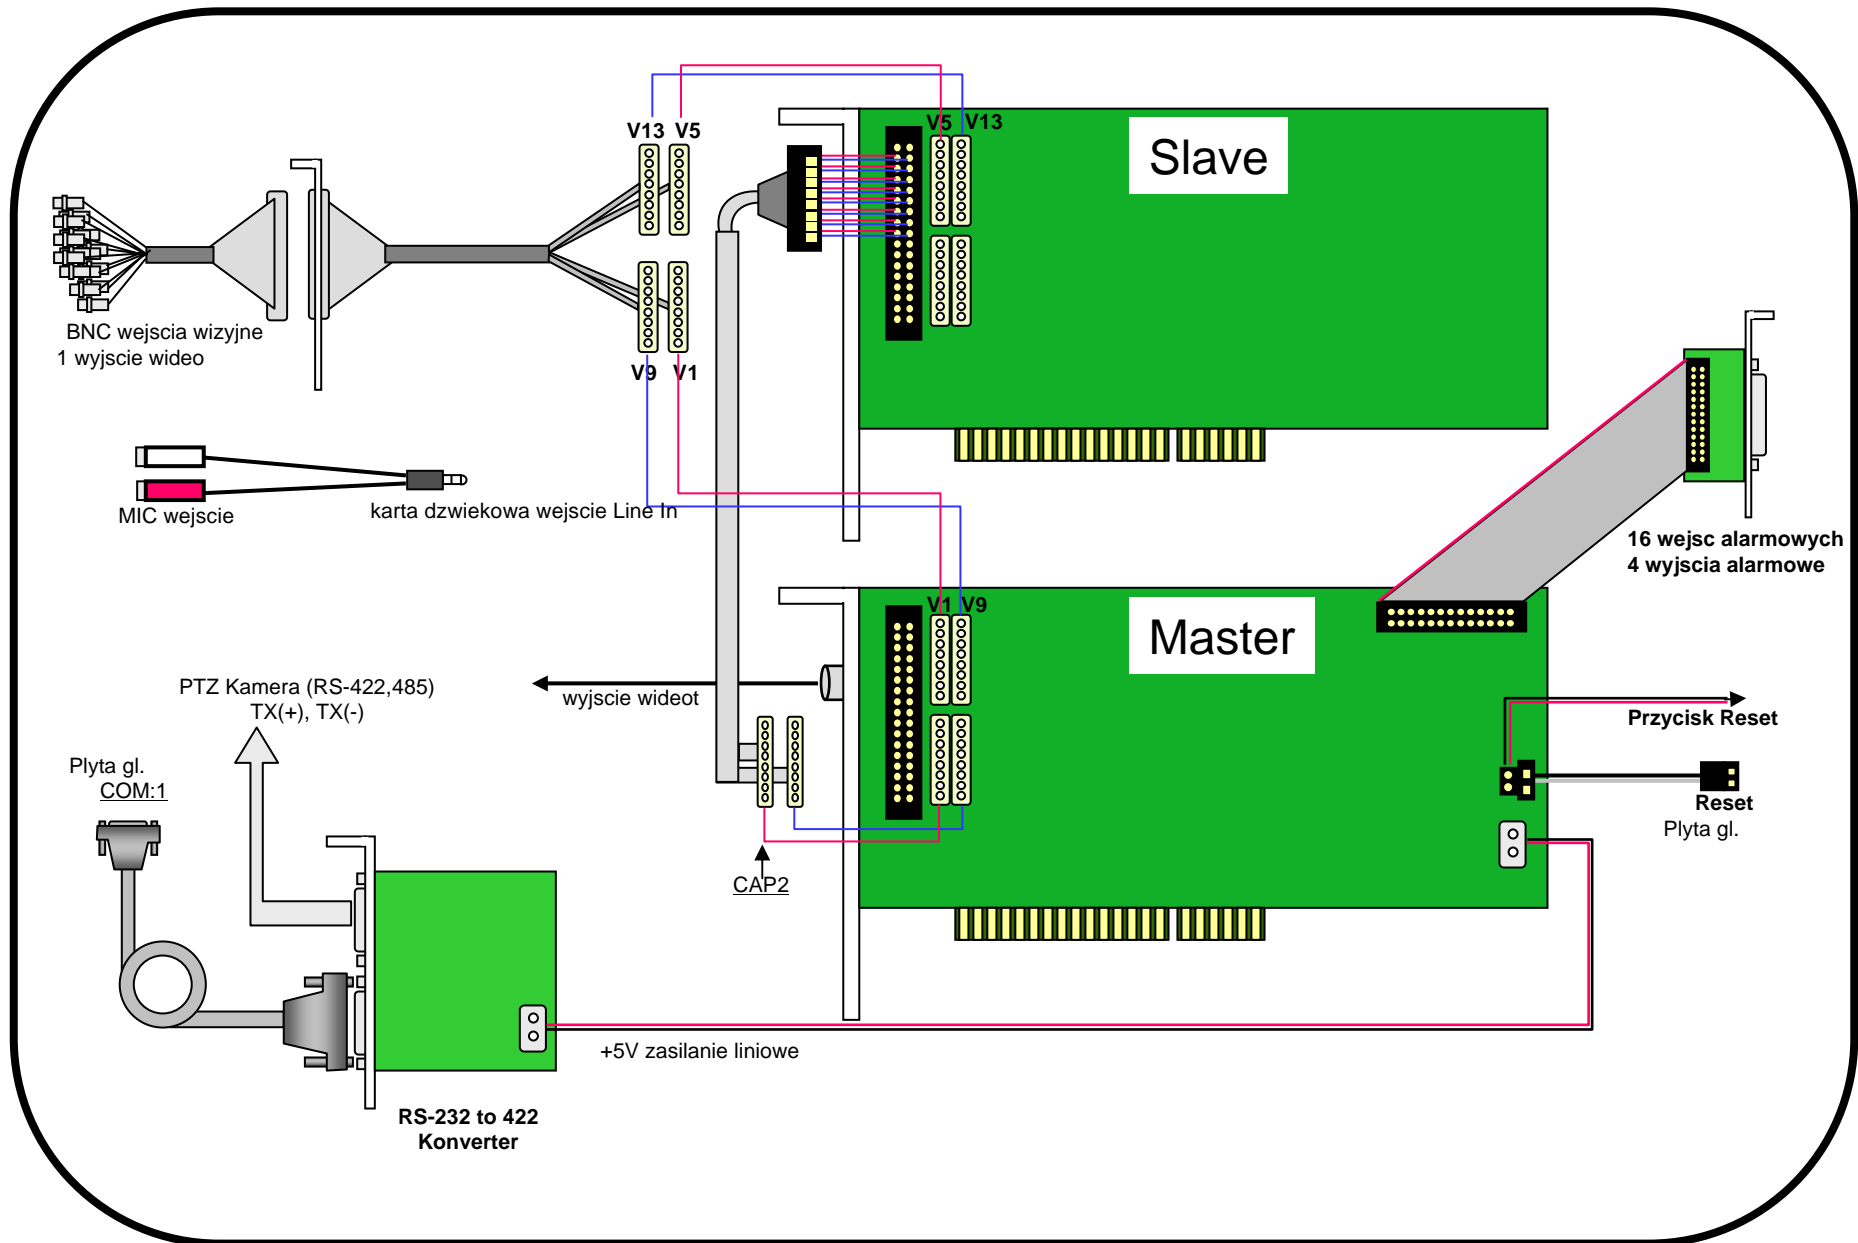 V13 V5
V5 V13
Slave
BNC wejscia wizyjne
1 wyjscie wideo
V9 V1
MIC wejscie
karta dzwiekowa wejscie Line In
16 wejsc alarmowych
4 wyjscia alarmowe
V1 V9
Master
PTZ Kamera (RS-422,485)
TX(+), TX(-)
wyjscie wideot
Przycisk Reset
Plyta gl.
COM:1
Reset
Plyta gl.
CAP2
+5V zasilanie liniowe
RS-232 to 422
Konverter